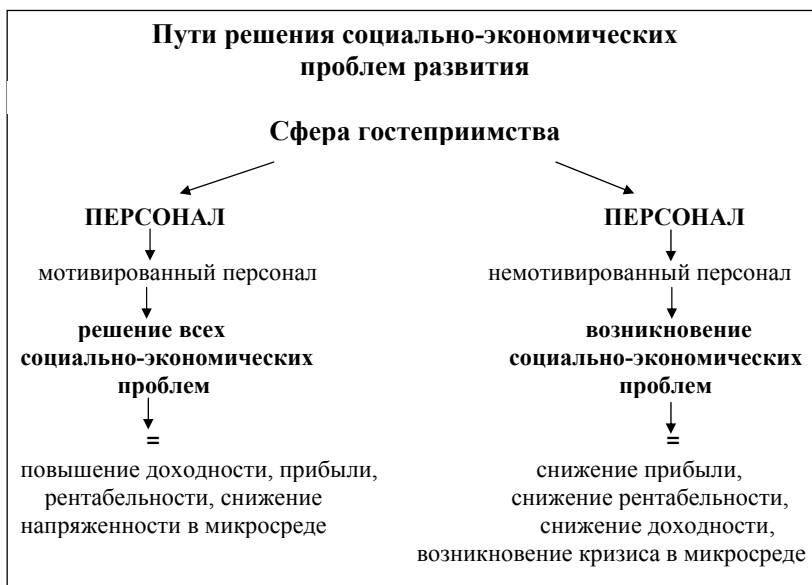 Пути решения социально-экономических
проблем развития
Сфера гостеприимства
ПЕРСОНАЛ
мотивированный персонал
решение всех
социально-экономических
проблем
=
повышение доходности, прибыли,
рентабельности, снижение
напряженности в микросреде
ПЕРСОНАЛ
немотивированный персонал
возникновение
социально-экономических
проблем
=
снижение прибыли,
снижение рентабельности,
снижение доходности,
возникновение кризиса в микросреде